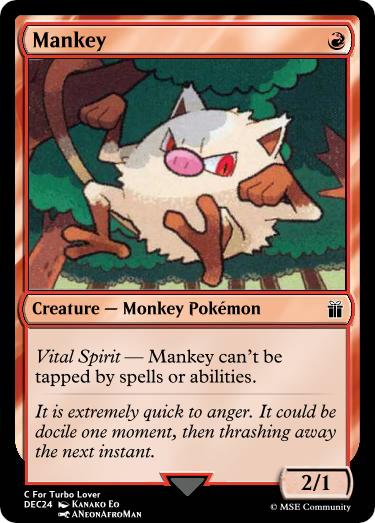 Mankey
Creature — Monkey Pokémon
Vital Spirit — Mankey can't be
tapped by spells or abilities.
It is extremely quick to anger. It could be
docile one moment, then thrashing away
the next instant.
2/1
C For Turbo Lover
DEC24 Kanako Eo
ANeonAfroMan
© MSE Community